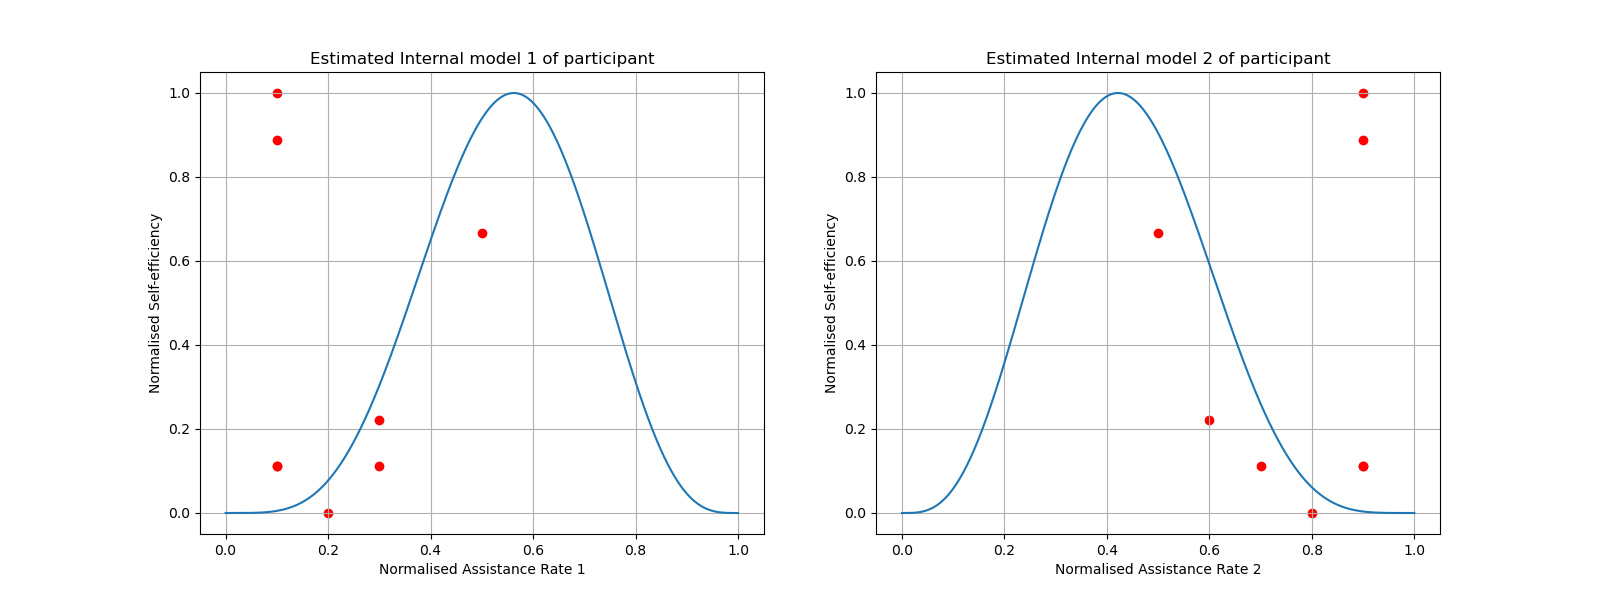 Estimated Internal model 1 of participant
Normalised Self-efficiency
1.0
0.8
0.6
0.4
0.2
0.0
0.0 0.2 0.4 0.6 0.8 1.0
Normalised Assistance Rate 1
Estimated Internal model 2 of participant
Normalised Self-efficiency
1.0
0.8
0.6
0.4
0.2
0.0
0.0 0.2 0.4 0.6 0.8 1.0
Normalised Assistance Rate 2